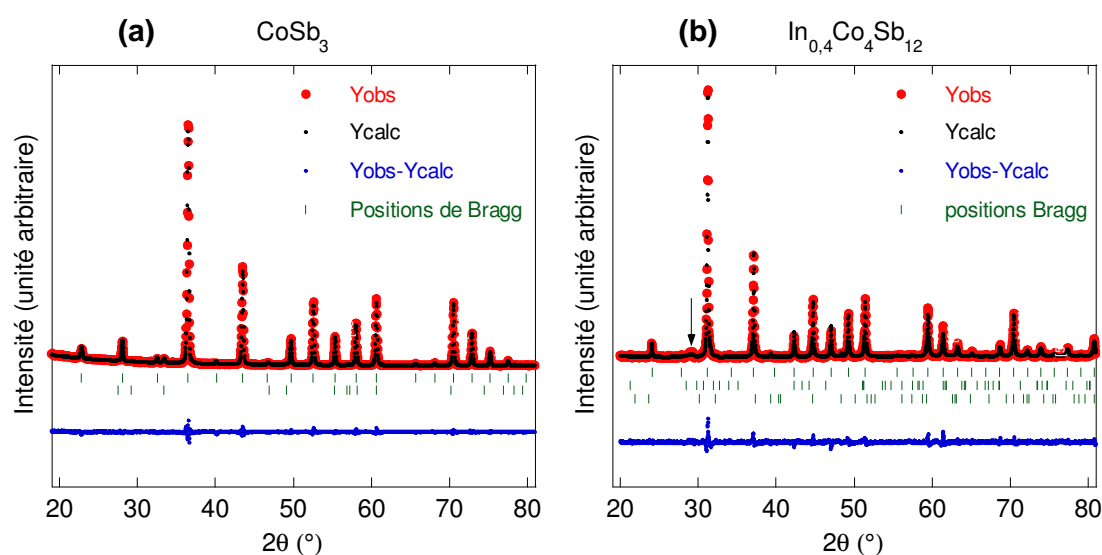 (a) CoSb3
Intensité (unité arbitraire)
Yobs
Ycalc
Yobs-Ycalc
Positions de Bragg
20 30 40 50 60 70 80
2θ (°)
(b) In0,4Co4Sb12
Intensité (unité arbitraire)
Yobs
Ycalc
Yobs-Ycalc
positions Bragg
20 30 40 50 60 70 80
2θ (°)